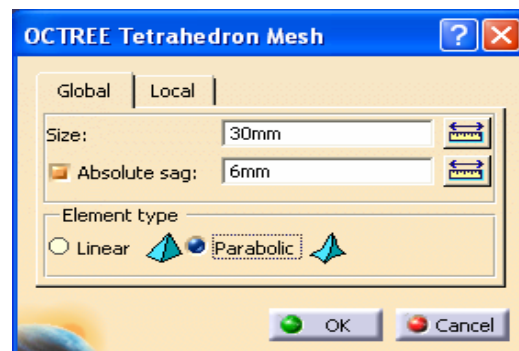 OCTREE Tetrahedron Mesh ?
Global Local
Size: 30mm
Absolute sag: 6mm
Element type
Linear Parabolic
OK Cancel